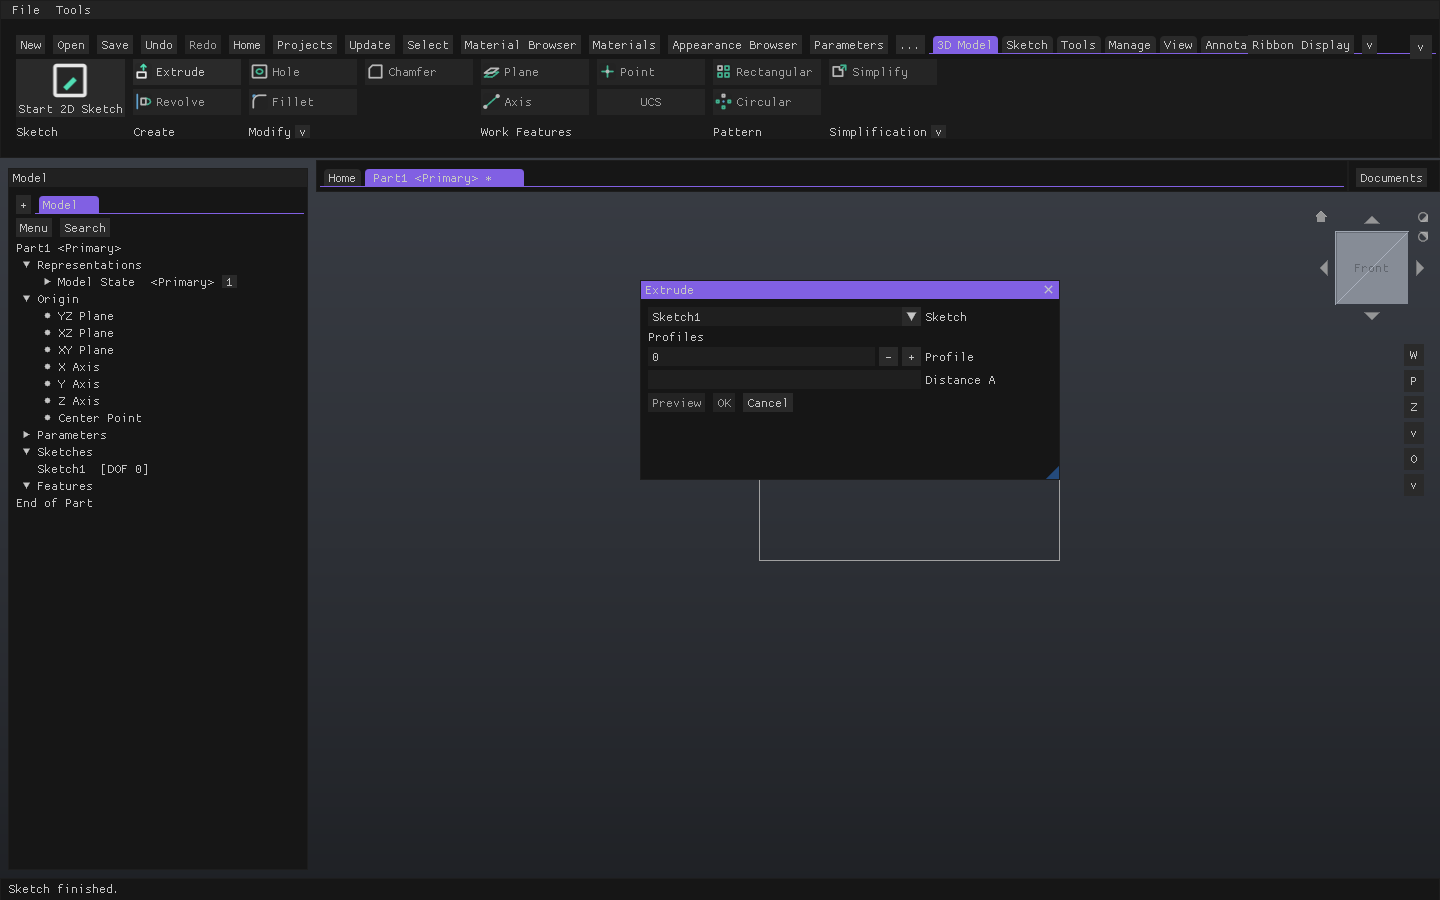 File Tools
New Open Save Undo Redo Home Projects Update Select Material Browser Materials Appearance Browser Parameters ... 3D Model Sketch Tools Manage View Annota Ribbon Display v v
Start 2D Sketch
Extrude
Revolve
Hole
Fillet
Chamfer
Plane
Axis
Point
UCS
Rectangular
Circular
Simplify
Sketch Create Modify v Work Features Pattern Simplification v
Model
+ Model
Menu Search
Part1 <Primary>
Representations
Model State <Primary> 1
Origin
YZ Plane
XZ Plane
XY Plane
X Axis
Y Axis
Z Axis
Center Point
Parameters
Sketches
Sketch1 [DOF 0]
Features
End of Part
Home Part1 <Primary> * Documents
Front
Extrude
Sketch1 Sketch
Profiles
0 - + Profile
Distance A
Preview OK Cancel
W
P
Z
v
O
v
Sketch finished.